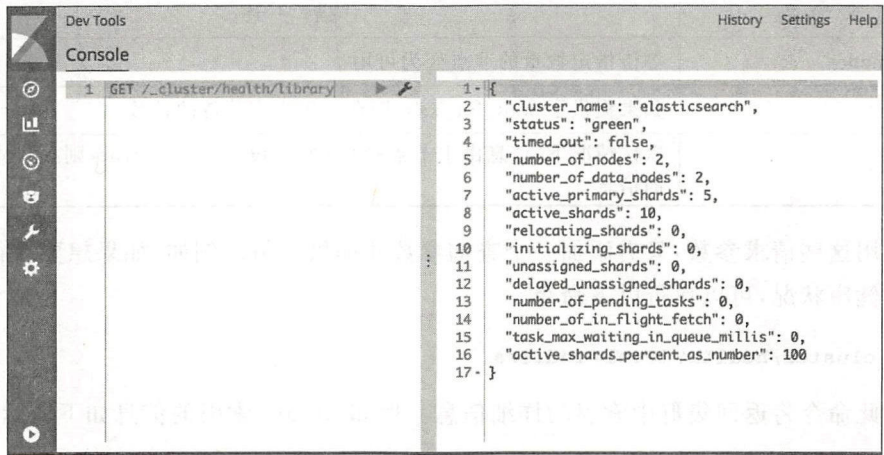 Dev Tools
History Settings Help
Console
1 GET /_cluster/health/library
1 {
2 "cluster_name": "elasticsearch",
3 "status": "green",
4 "timed_out": false,
5 "number_of_nodes": 2,
6 "number_of_data_nodes": 2,
7 "active_primary_shards": 5,
8 "active_shards": 10,
9 "relocating_shards": 0,
10 "initializing_shards": 0,
11 "unassigned_shards": 0,
12 "delayed_unassigned_shards": 0,
13 "number_of_pending_tasks": 0,
14 "number_of_in_flight_fetch": 0,
15 "task_max_waiting_in_queue_millis": 0,
16 "active_shards_percent_as_number": 100
17 }